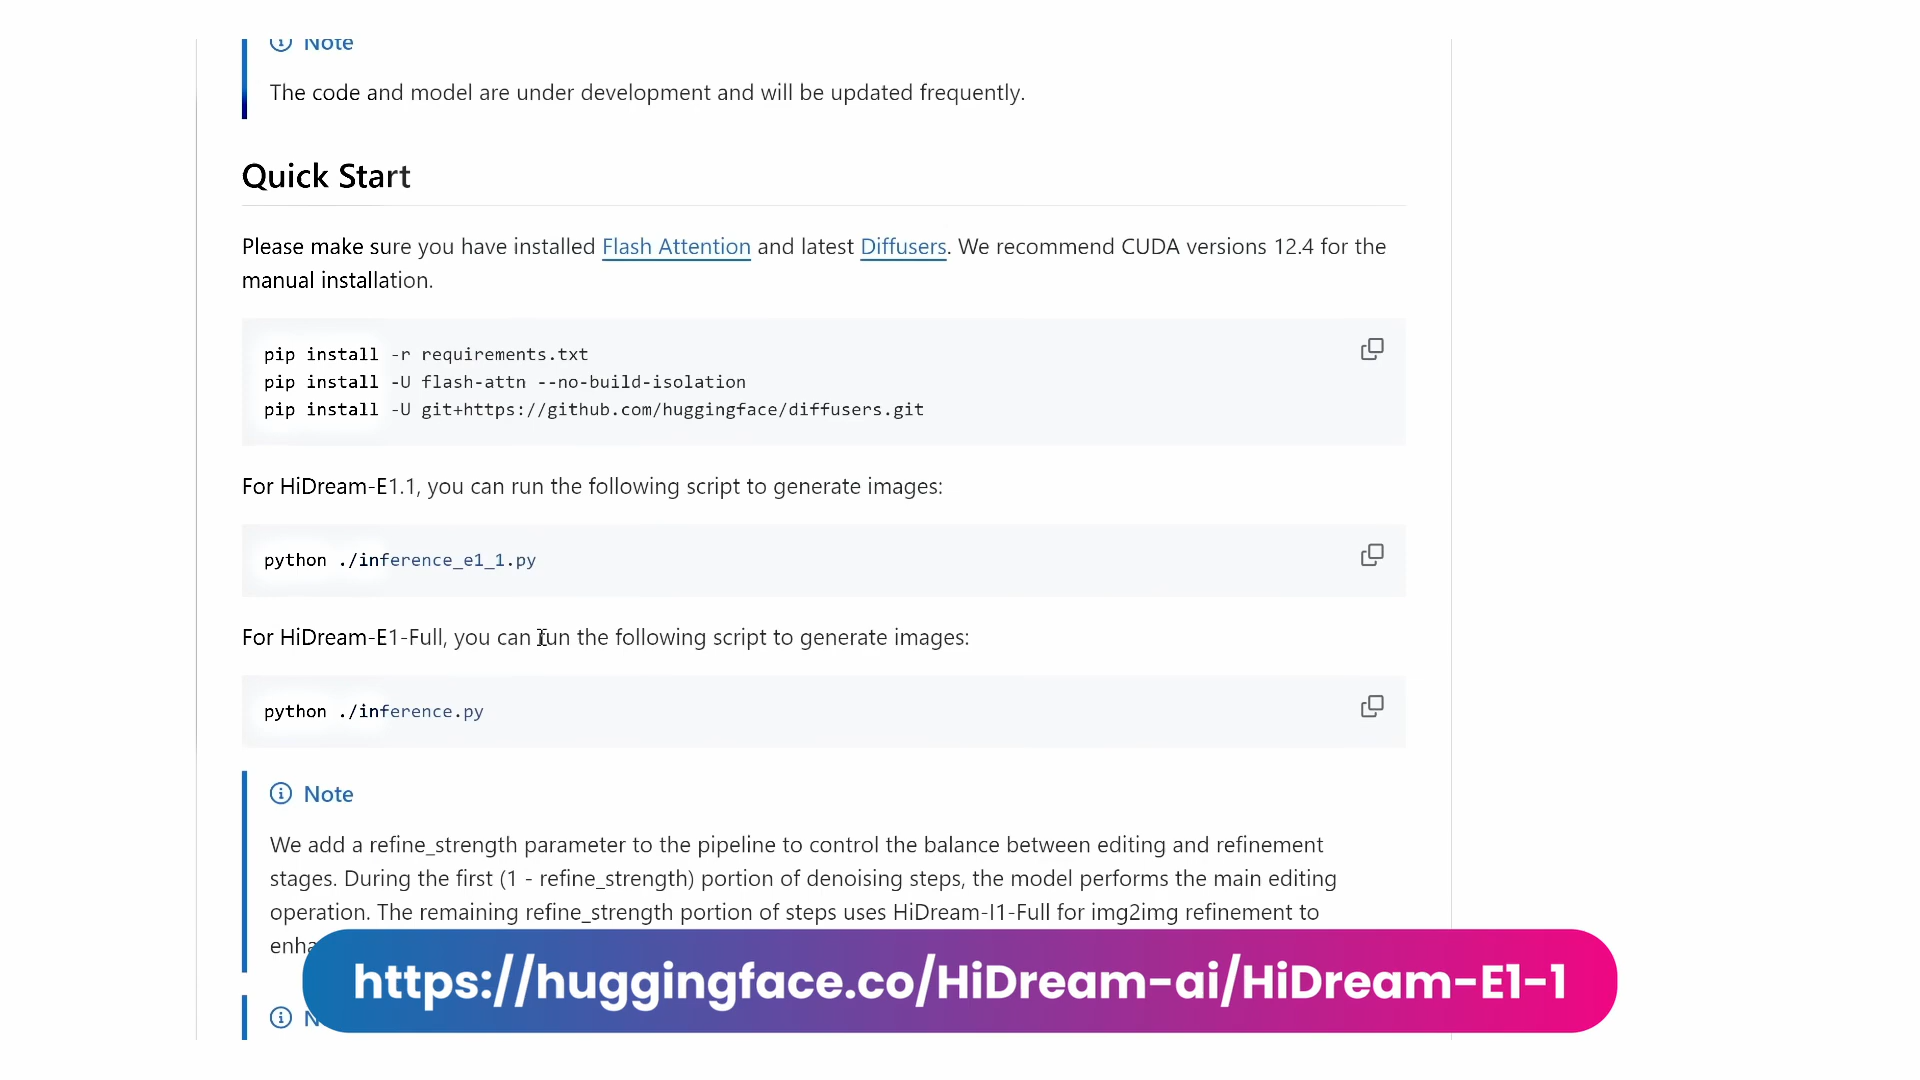 Note
The code and model are under development and will be updated frequently.
Quick Start
Please make sure you have installed Flash Attention and latest Diffusers. We recommend CUDA versions 12.4 for the
manual installation.
pip install -r requirements.txt
pip install -U flash-attn --no-build-isolation
pip install -U git+https://github.com/huggingface/diffusers.git
For HiDream-E1.1, you can run the following script to generate images:
python ./inference_e1_1.py
For HiDream-E1-Full, you can run the following script to generate images:
python ./inference.py
Note
We add a refine_strength parameter to the pipeline to control the balance between editing and refinement
stages. During the first (1 - refine_strength) portion of denoising steps, the model performs the main editing
operation. The remaining refine_strength portion of steps uses HiDream-I1-Full for img2img refinement to
https://huggingface.co/HiDream-ai/HiDream-E1-1